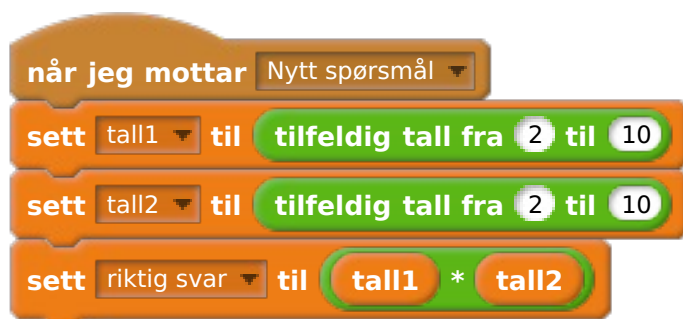 når jeg mottar Nytt spørsmål
sett tall1 til tilfeldig tall fra 2 til 10
sett tall2 til tilfeldig tall fra 2 til 10
sett riktig svar til tall1 * tall2